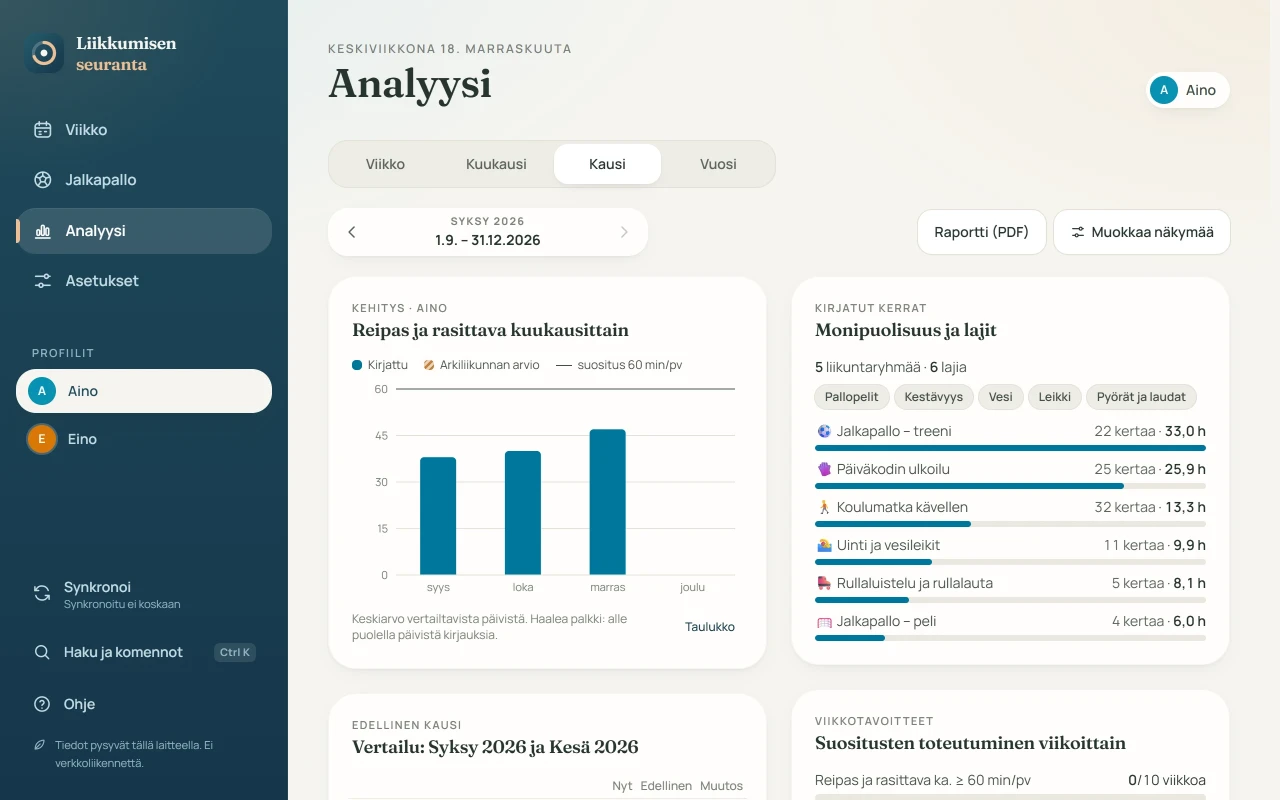 Liikkumisen
seuranta
Viikko
Jalkapallo
Analyysi
Asetukset
PROFIILIT
A Aino
E Eino
Synkronoi
Synkronoitu ei koskaan
Haku ja komennot Ctrl K
Ohje
Tiedot pysyvät tällä laitteella. Ei
verkkoliikennettä.
KESKIVIIKKONA 18. MARRASKUUTA
Analyysi
A Aino
Viikko Kuukausi Kausi Vuosi
SYKSY 2026
1.9. – 31.12.2026
Raportti (PDF) Muokkaa näkymää
KEHITYS · AINO
Reipas ja rasittava kuukausittain
Kirjattu Arkiliikunnan arvio suositus 60 min/pv
60
45
30
15
0
syys loka marras joulu
Keskiarvo vertailtavista päivistä. Haalea palkki: alle
puolella päivistä kirjauksia.
Taulukko
KIRJATUT KERRAT
Monipuolisuus ja lajit
5 liikuntaryhmää · 6 lajia
Pallopelit Kestävyys Vesi Leikki Pyörät ja laudat
Jalkapallo – treeni 22 kertaa · 33,0 h
Päiväkodin ulkoilu 25 kertaa · 25,9 h
Koulumatka kävellen 32 kertaa · 13,3 h
Uinti ja vesileikit 11 kertaa · 9,9 h
Rullaluistelu ja rullalauta 5 kertaa · 8,1 h
Jalkapallo – peli 4 kertaa · 6,0 h
EDELLINEN KAUSI
Vertailu: Syksy 2026 ja Kesä 2026
Nyt Edellinen Muutos
VIIKKOTAVOITTEET
Suositusten toteutuminen viikoittain
Reipas ja rasittava ka. ≥ 60 min/pv 0/10 viikkoa